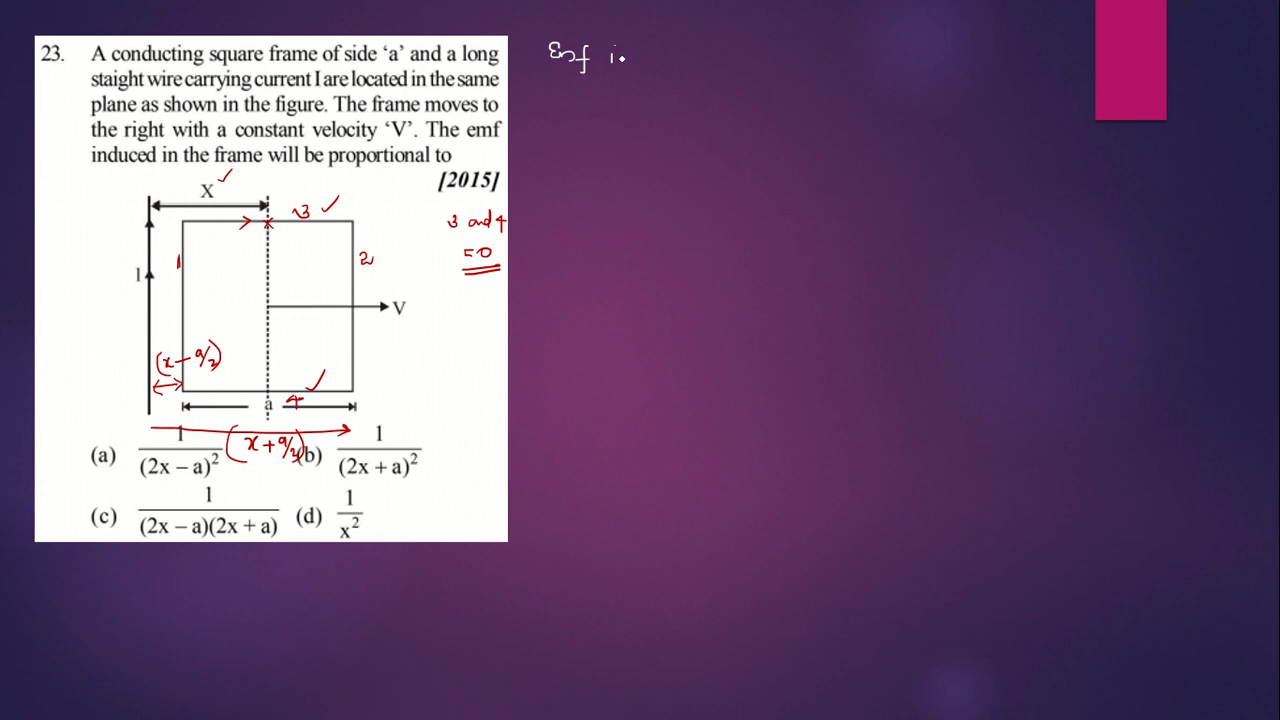 23. A conducting square frame of side ‘a’ and a long
staight wire carrying current I are located in the same
plane as shown in the figure. The frame moves to
the right with a constant velocity ‘V’. The emf
induced in the frame will be proportional to
[2015]
X
3
3 and 4
= 0
1
2
I
V
(x - a/2)
a
4
(x + a/2)
(a) 1/(2x – a)² (b) 1/(2x + a)²
(c) 1/((2x – a)(2x + a)) (d) 1/x²
Emf i.